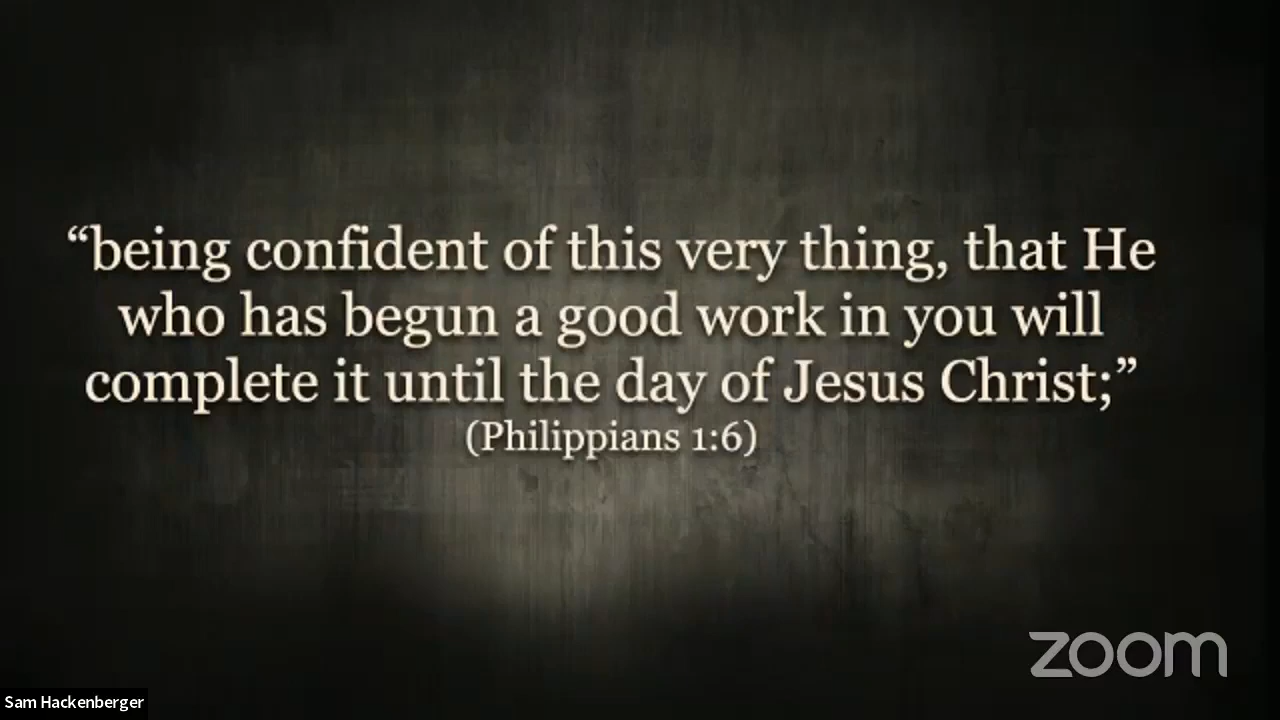 “being confident of this very thing, that He
who has begun a good work in you will
complete it until the day of Jesus Christ;”
(Philippians 1:6)
zoom
Sam Hackenberger